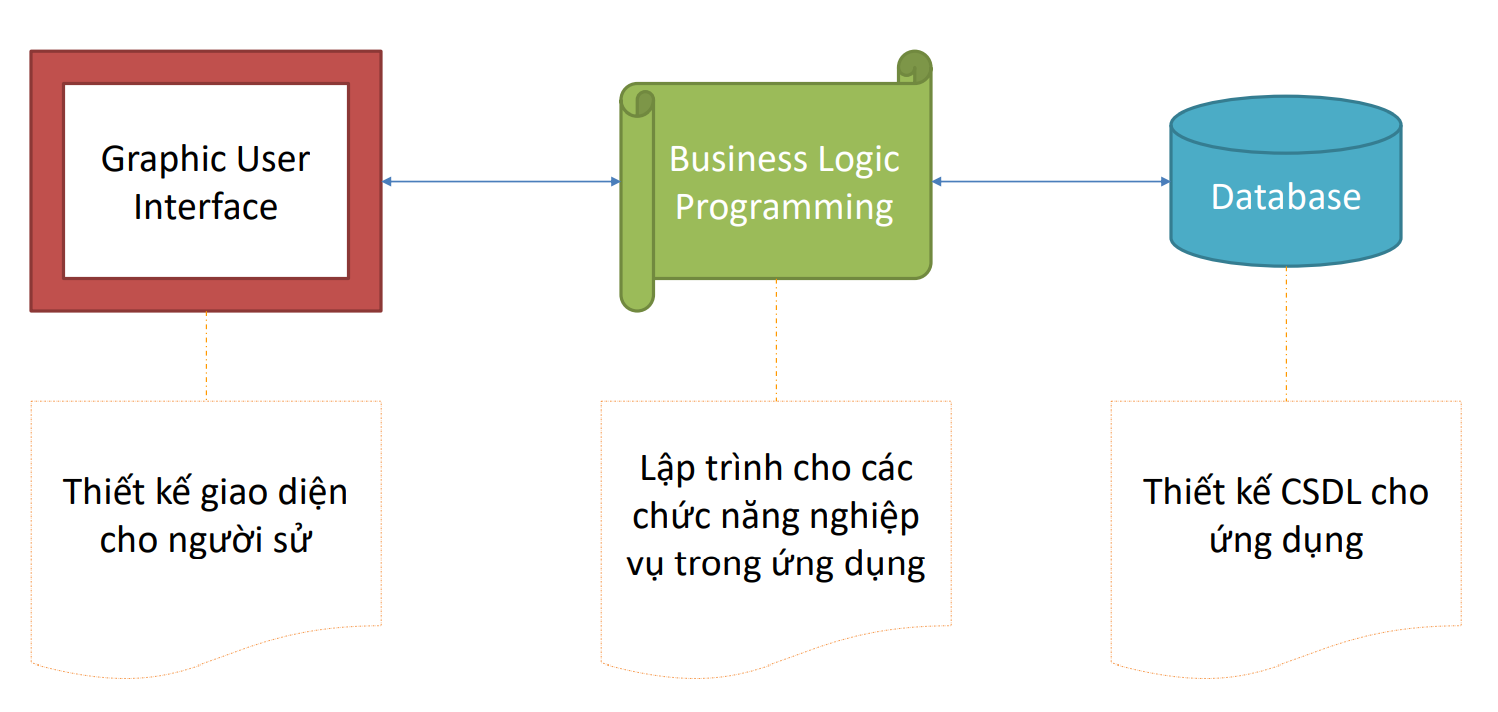 Graphic User
Interface
Business Logic
Programming
Database
Thiết kế giao diện
cho người sử
Lập trình cho các
chức năng nghiệp
vụ trong ứng dụng
Thiết kế CSDL cho
ứng dụng